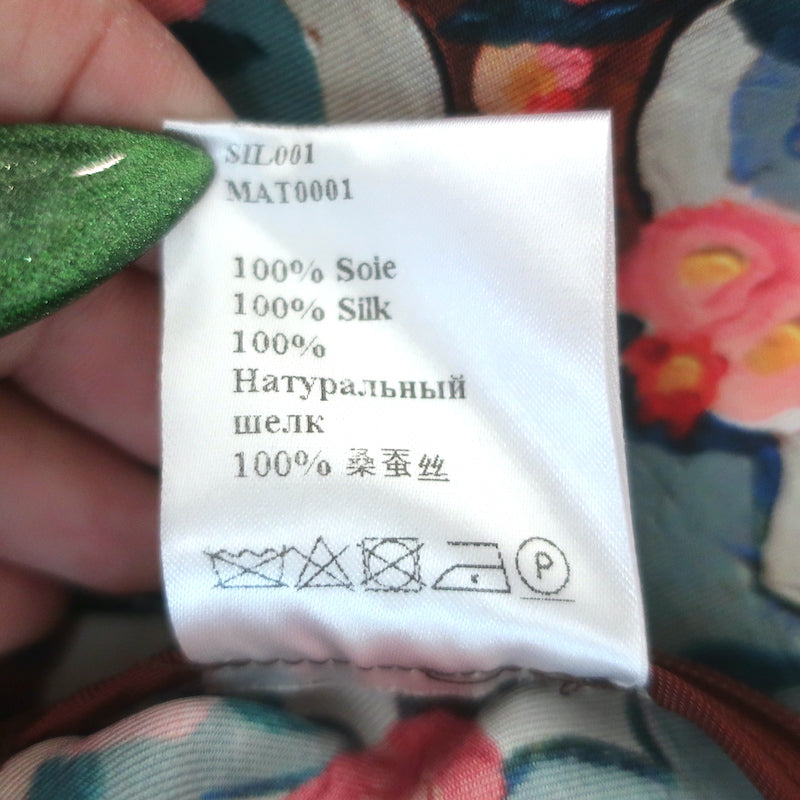 SIL001
MAT0001
100% Soie
100% Silk
100%
Натуральный
шелк
100% 桑蚕丝
P